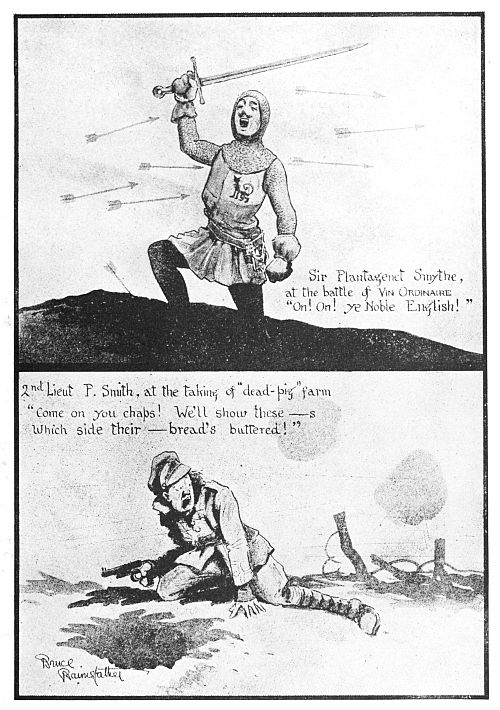 Sir Plantagenet Smythe,
at the battle of VIN ORDINAIRE
"On! On! ye Noble English!"
2nd Lieut P. Smith, at the taking of "dead-pig" farm
"Come on you chaps! We'll show these —s
which side their — bread's buttered!"
Bruce
Bairnsfather